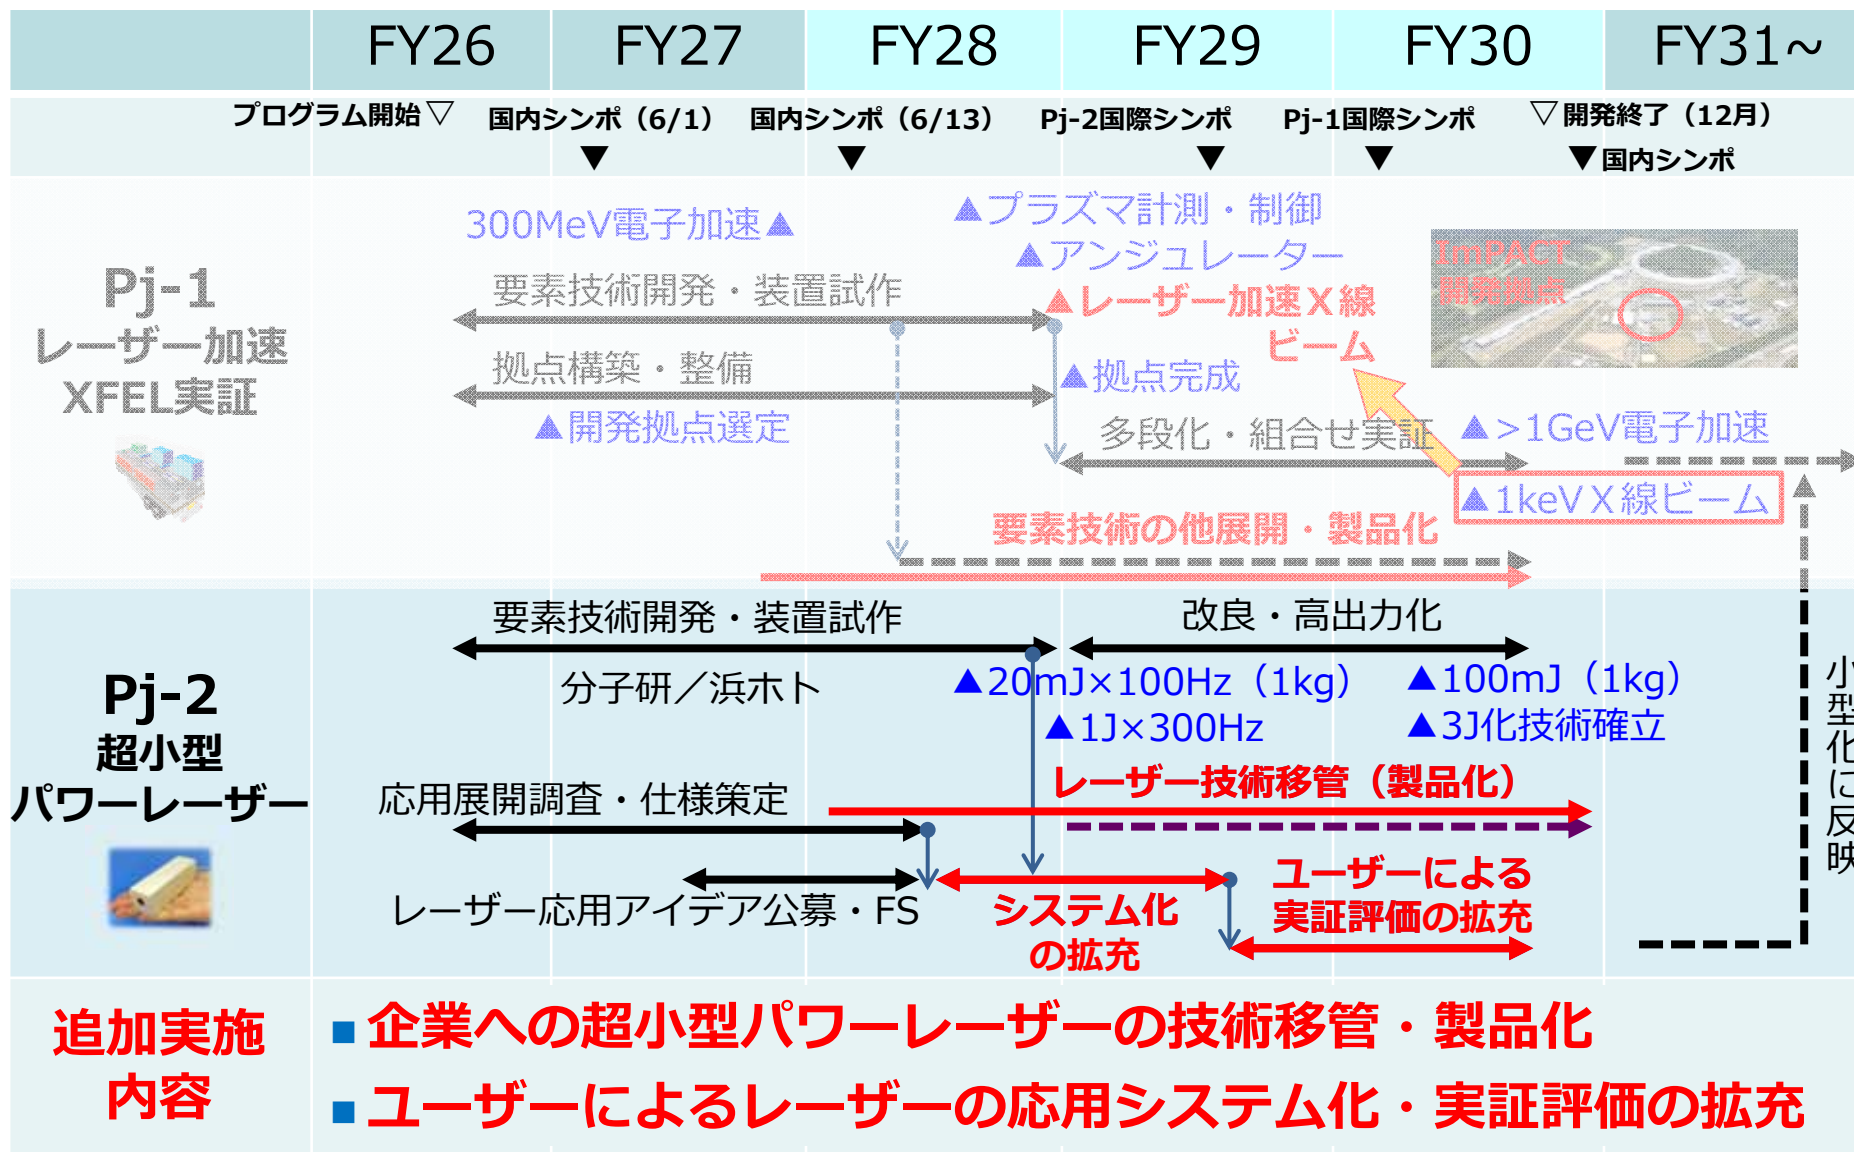 FY26 FY27 FY28 FY29 FY30 FY31~
プログラム開始▽ 国内シンポ（6/1） 国内シンポ（6/13） Pj-2国際シンポ Pj-1国際シンポ ▽開発終了（12月）
▼ ▼ ▼ ▼ ▼国内シンポ
Pj-1
レーザー加速
XFEL実証
300MeV電子加速▲
▲プラズマ計測・制御
▲アンジュレーター
要素技術開発・装置試作
▲レーザー加速X線
ビーム
ImPACT
開発拠点
拠点構築・整備
▲拠点完成
▲開発拠点選定
多段化・組合せ実証
▲>1GeV電子加速
▲1keVX線ビーム
要素技術の他展開・製品化
Pj-2
超小型
パワーレーザー
要素技術開発・装置試作
改良・高出力化
分子研／浜ホト
▲20mJ×100Hz（1kg）
▲1J×300Hz
▲100mJ（1kg）
▲3J化技術確立
レーザー技術移管（製品化）
応用展開調査・仕様策定
レーザー応用アイデア公募・FS
システム化
の拡充
ユーザーによる
実証評価の拡充
小型化に反映
追加実施
内容
■企業への超小型パワーレーザーの技術移管・製品化
■ユーザーによるレーザーの応用システム化・実証評価の拡充